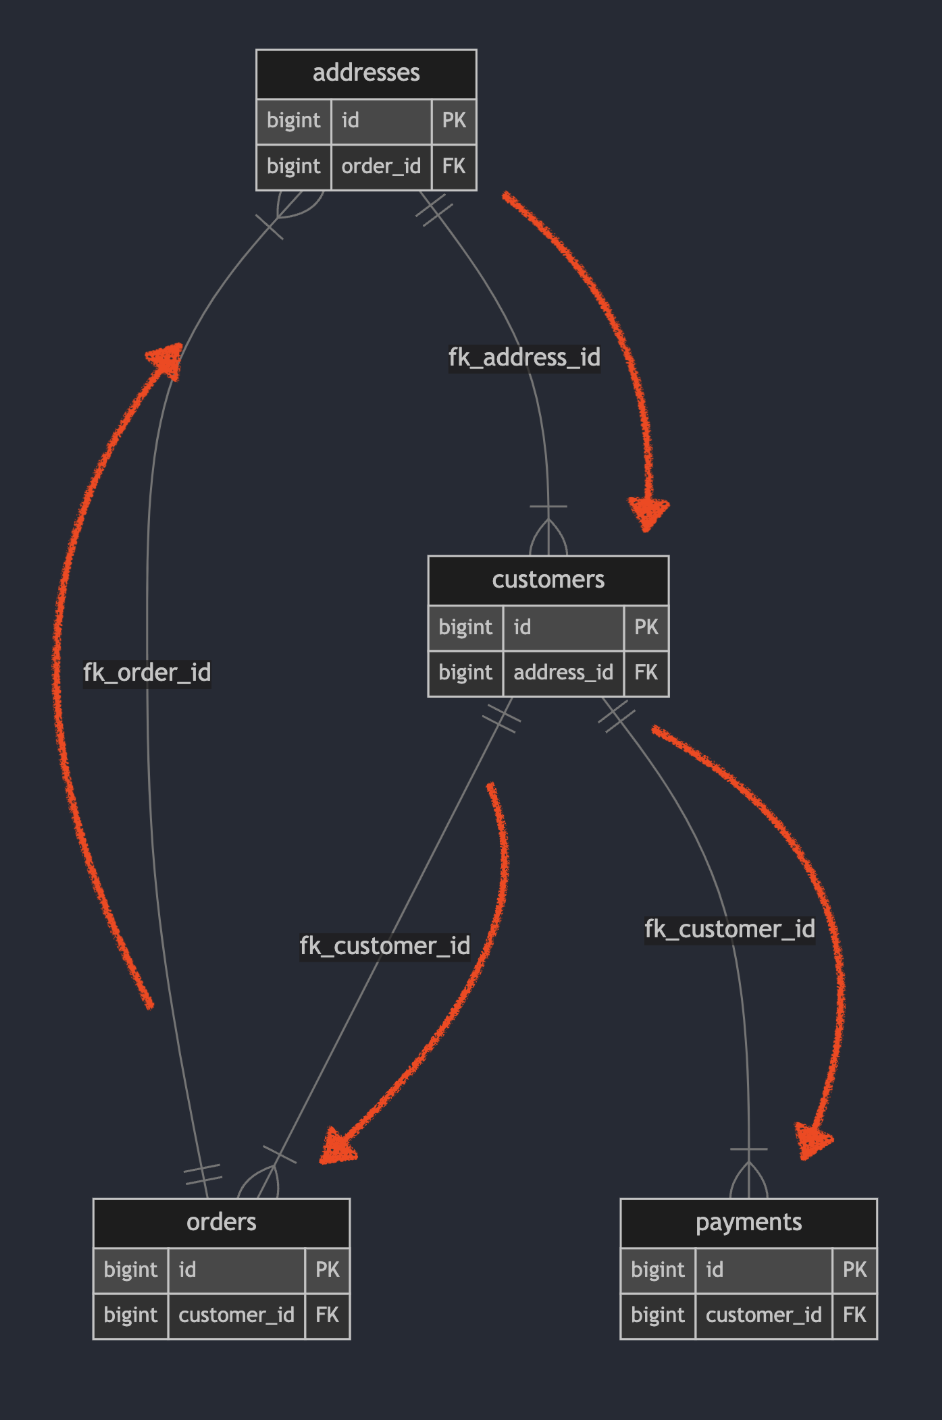 addresses
bigint id PK
bigint order_id FK
fk_address_id
customers
bigint id PK
bigint address_id FK
fk_order_id
fk_customer_id
fk_customer_id
orders
bigint id PK
bigint customer_id FK
payments
bigint id PK
bigint customer_id FK